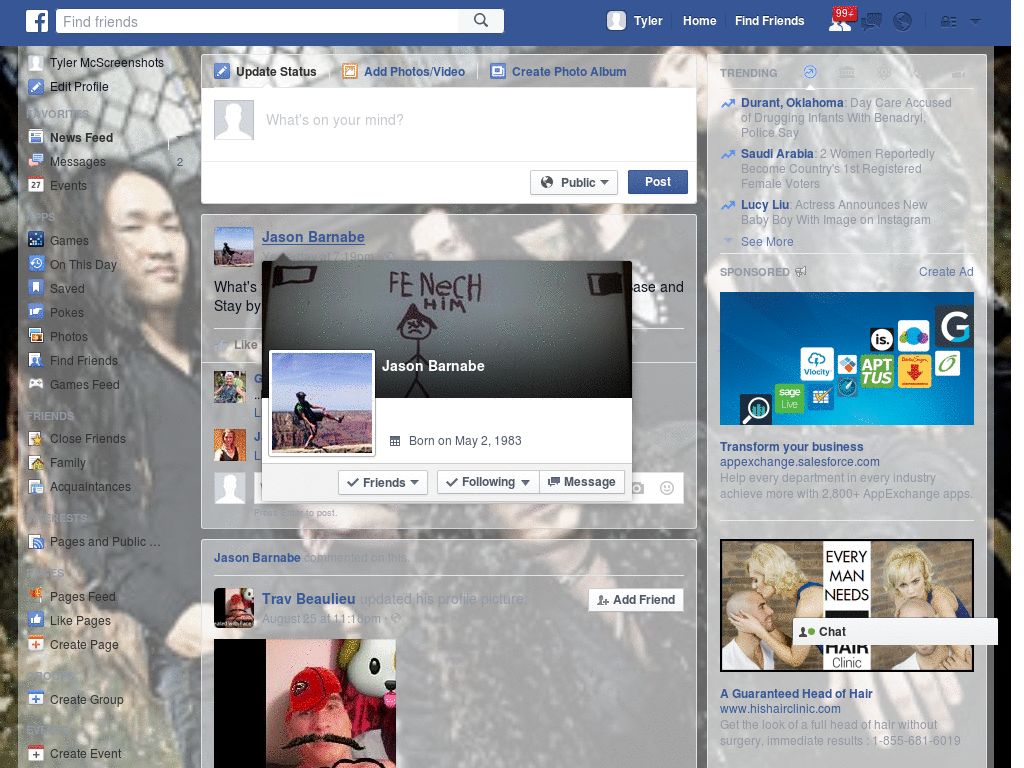 Find friends
Tyler
Home
Find Friends
99+
Tyler McScreenshots
Edit Profile
FAVORITES
News Feed
Messages
2
27
Events
APPS
Games
On This Day
Saved
Pokes
Photos
Find Friends
Games Feed
FRIENDS
Close Friends
Family
Acquaintances
Pages and Public ...
PAGES
Pages Feed
Like Pages
Create Page
Create Group
Create Event
Update Status
Add Photos/Video
Create Photo Album
What's on your mind?
Public
Post
Jason Barnabe
at 7:19pm
What's
ase and
Stay by
FENECH
HIM
Like
Jason Barnabe
Born on May 2, 1983
Friends
Following
Message
Press Enter to post.
Jason Barnabe commented on this.
Trav Beaulieu updated his profile picture.
August 25 at 11:16pm ·
Add Friend
TRENDING
Durant, Oklahoma: Day Care Accused
of Drugging Infants With Benadryl,
Police Say
Saudi Arabia: 2 Women Reportedly
Become Country's 1st Registered
Female Voters
Lucy Liu: Actress Announces New
Baby Boy With Image on Instagram
See More
SPONSORED
Create Ad
G
is.
Vlocity
APT
TUS
sage
Live
Transform your business
appexchange.salesforce.com
Help every department in every industry
achieve more with 2,800+ AppExchange apps.
EVERY
MAN
NEEDS
HAIR
Clinic
Chat
A Guaranteed Head of Hair
www.hishairclinic.com
Get the look of a full head of hair without
surgery, immediate results : 1-855-681-6019